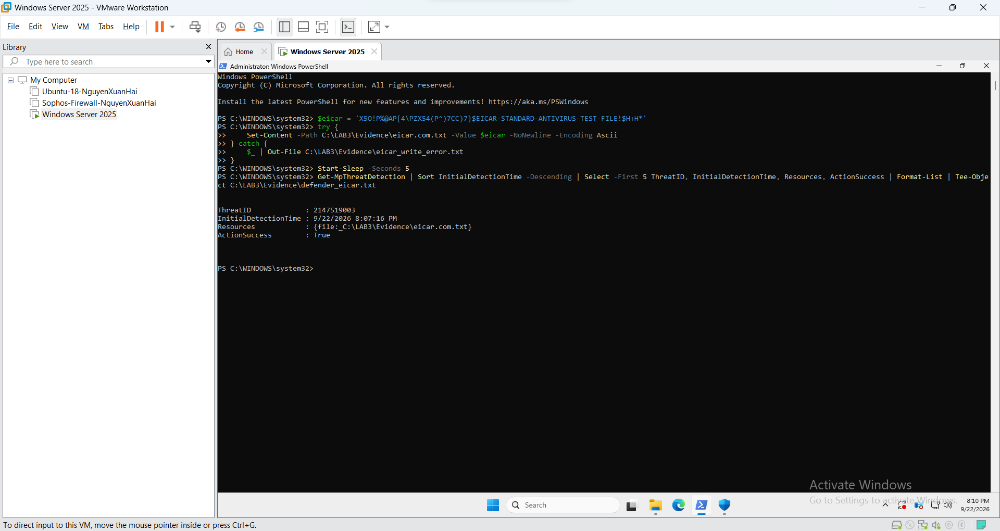 Windows Server 2025 - VMware Workstation
File Edit View VM Tabs Help
Library
Type here to search
My Computer
Ubuntu-18-NguyenXuanHai
Sophos-Firewall-NguyenXuanHai
Windows Server 2025
Home
Windows Server 2025
Administrator: Windows PowerShell
Windows PowerShell
Copyright (C) Microsoft Corporation. All rights reserved.
Install the latest PowerShell for new features and improvements! https://aka.ms/PSWindows
PS C:\WINDOWS\system32> $eicar = 'X5O!P%@AP[4\PZX54(P^)7CC)7}$EICAR-STANDARD-ANTIVIRUS-TEST-FILE!$H+H*'
PS C:\WINDOWS\system32> try {
>>     Set-Content -Path C:\LAB3\Evidence\eicar.com.txt -Value $eicar -NoNewline -Encoding Ascii
>> } catch {
>>     $_ | Out-File C:\LAB3\Evidence\eicar_write_error.txt
>> }
PS C:\WINDOWS\system32> Start-Sleep -Seconds 5
PS C:\WINDOWS\system32> Get-MpThreatDetection | Sort InitialDetectionTime -Descending | Select -First 5 ThreatID, InitialDetectionTime, Resources, ActionSuccess | Format-List | Tee-Obje
ct C:\LAB3\Evidence\defender_eicar.txt
ThreatID             : 2147519003
InitialDetectionTime : 9/22/2026 8:07:16 PM
Resources            : {file:_C:\LAB3\Evidence\eicar.com.txt}
ActionSuccess        : True
PS C:\WINDOWS\system32>
Activate Windows
Go to Settings to activate Windows.
Search
8:10 PM
9/22/2026
To direct input to this VM, move the mouse pointer inside or press Ctrl+G.